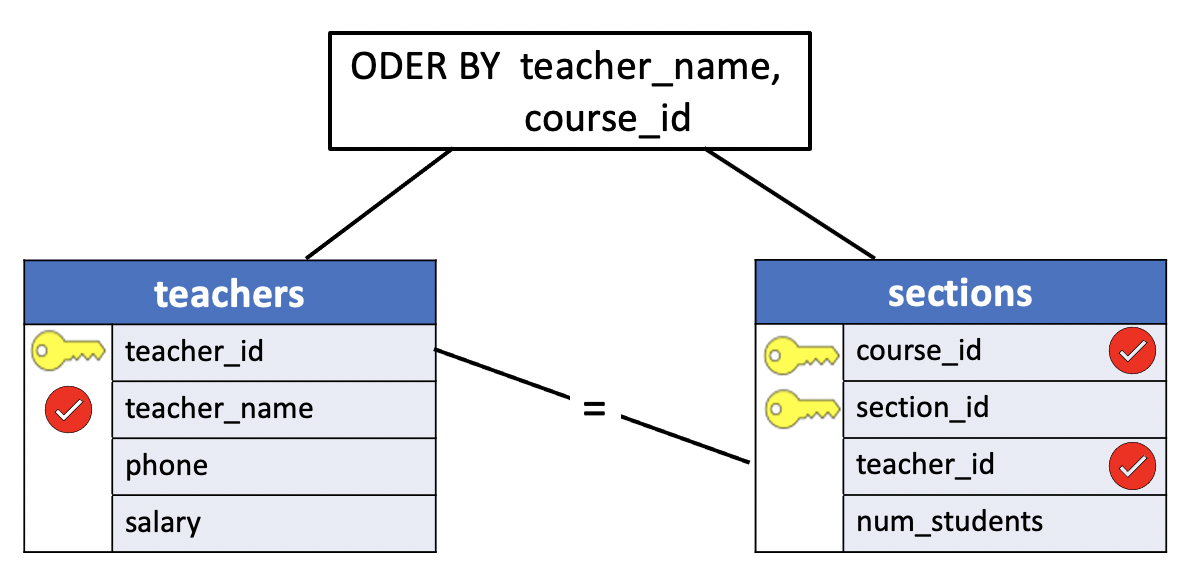 ODER BY teacher_name,
course_id
teachers
teacher_id
teacher_name
phone
salary
=
sections
course_id
section_id
teacher_id
num_students